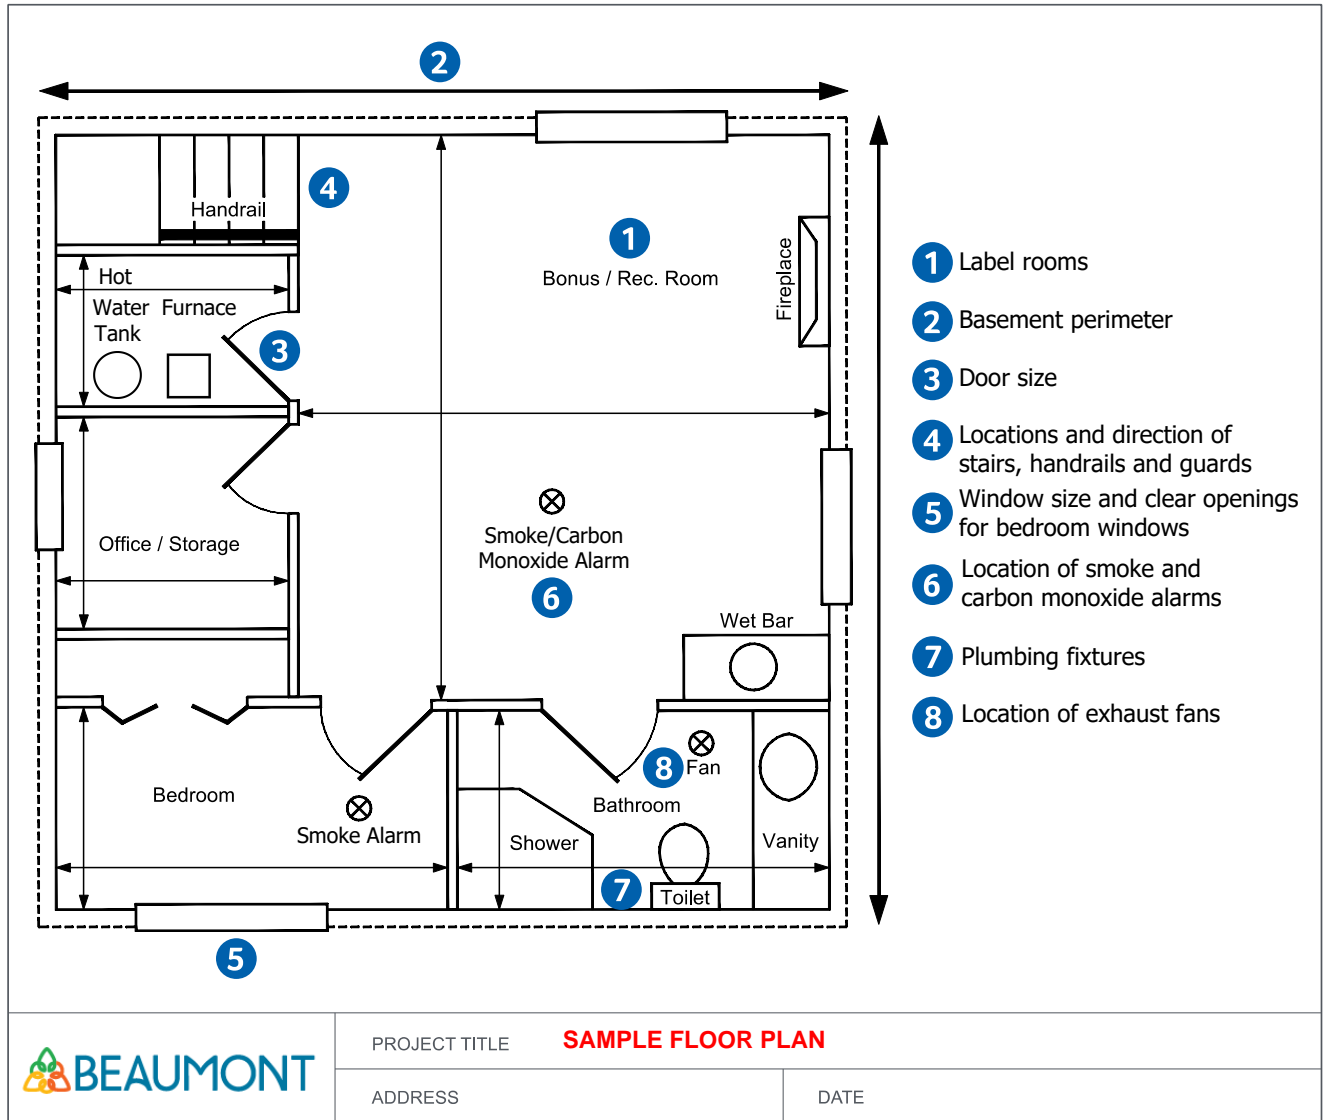 2
4
Handrail
1
Bonus / Rec. Room
Fireplace
Hot
Water Furnace
Tank
3
Office / Storage
Smoke/Carbon
Monoxide Alarm
6
Wet Bar
Bedroom
Smoke Alarm
8
Fan
Bathroom
Shower
Vanity
7
Toilet
5
1 Label rooms
2 Basement perimeter
3 Door size
4 Locations and direction of
stairs, handrails and guards
5 Window size and clear openings
for bedroom windows
6 Location of smoke and
carbon monoxide alarms
7 Plumbing fixtures
8 Location of exhaust fans
BEAUMONT
PROJECT TITLE SAMPLE FLOOR PLAN
ADDRESS
DATE